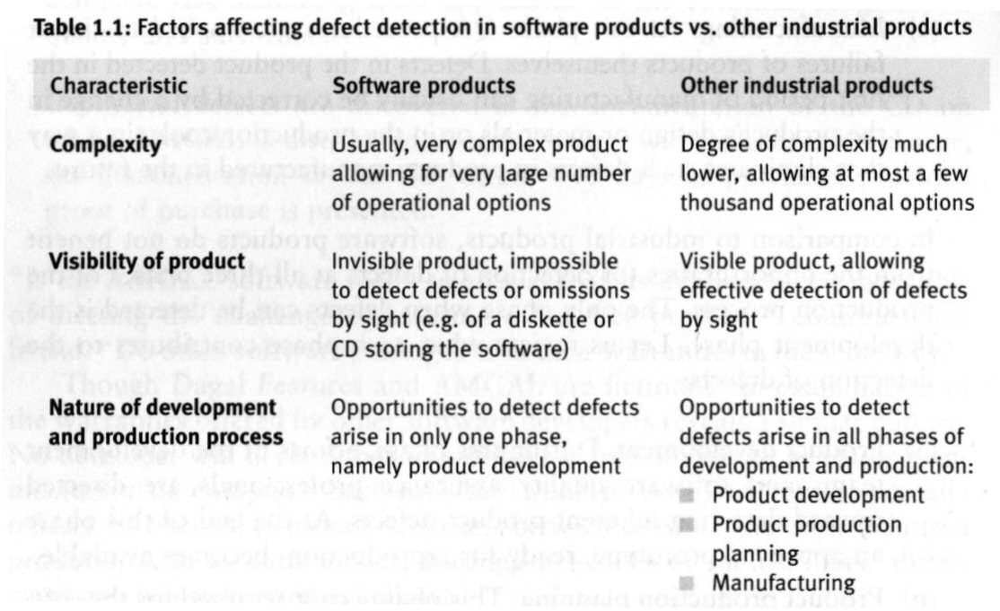 Table 1.1: Factors affecting defect detection in software products vs. other industrial products
Characteristic Software products Other industrial products
Complexity Usually, very complex product Degree of complexity much
allowing for very large number lower, allowing at most a few
of operational options thousand operational options
Visibility of product Invisible product, impossible Visible product, allowing
to detect defects or omissions effective detection of defects
by sight (e.g. of a diskette or by sight
CD storing the software)
Nature of development Opportunities to detect defects Opportunities to detect
and production process arise in only one phase, defects arise in all phases of
namely product development development and production:
■ Product development
■ Product production
planning
■ Manufacturing